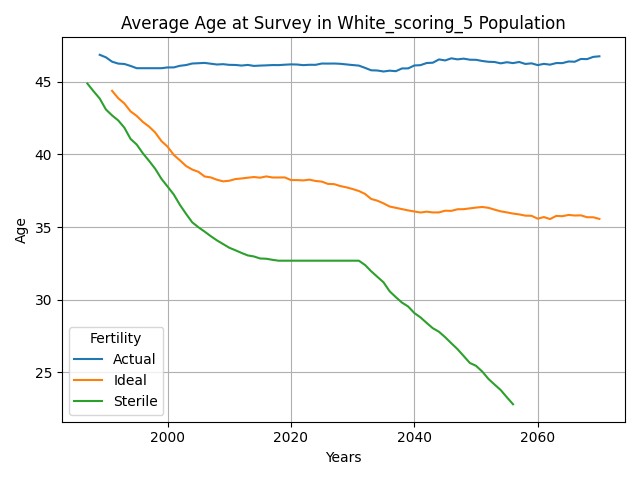 Average Age at Survey in White_scoring_5 Population
Age
45
40
35
30
25
Fertility
Actual
Ideal
Sterile
2000
2020
2040
2060
Years